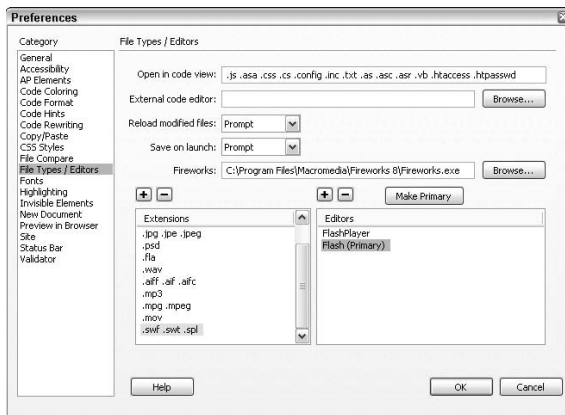 Preferences
Category
File Types / Editors
General
Accessibility
AP Elements
Code Coloring
Code Format
Code Hints
Code Rewriting
Copy/Paste
CSS Styles
File Compare
File Types / Editors
Fonts
Highlighting
Invisible Elements
New Document
Preview in Browser
Site
Status Bar
Validator
Open in code view: .js .asa .css .cs .config .inc .txt .as .asc .asr .vb .htaccess .htpasswd
External code editor: Browse...
Reload modified files: Prompt
Save on launch: Prompt
Fireworks: C:\Program Files\Macromedia\Fireworks 8\Fireworks.exe Browse...
Make Primary
Extensions
.jpg .jpe .jpeg
.psd
.fla
.wav
.aiff .aif .aifc
.mp3
.mpg .mpeg
.mov
.swf .swt .spl
Editors
FlashPlayer
Flash (Primary)
Help OK Cancel